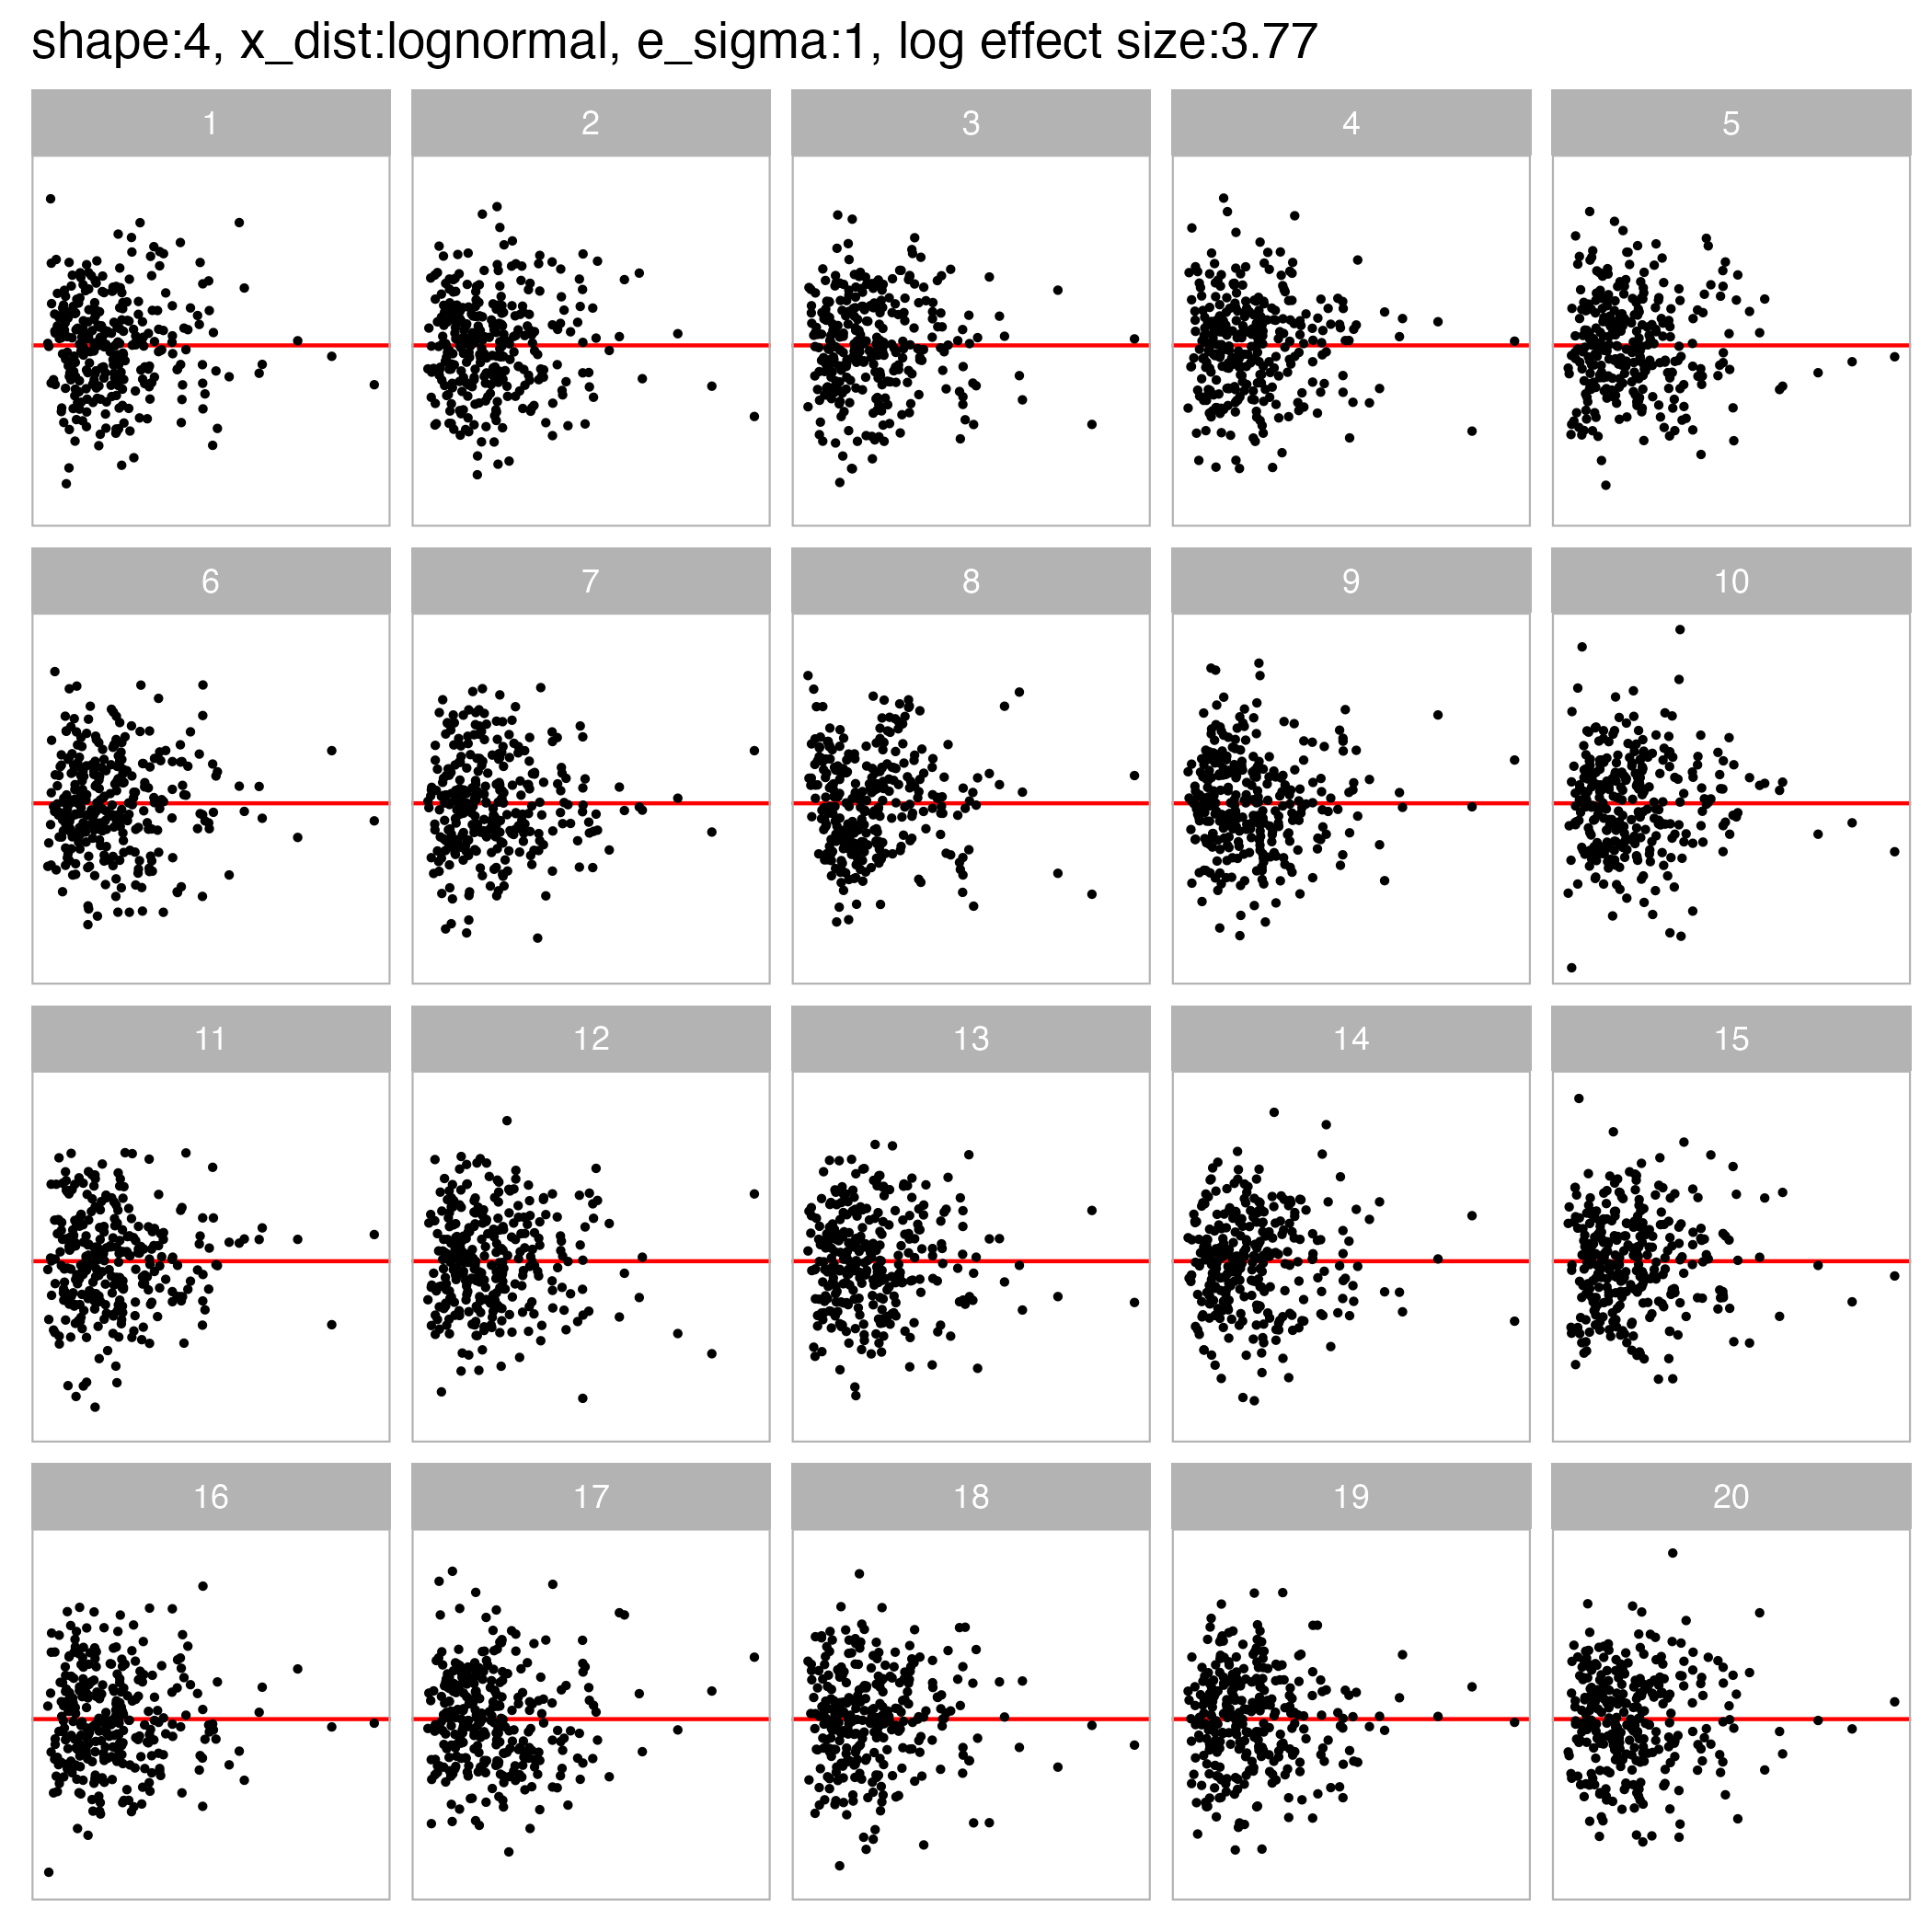 shape:4, x_dist:lognormal, e_sigma:1, log effect size:3.77
1 2 3 4 5
6 7 8 9 10
11 12 13 14 15
16 17 18 19 20